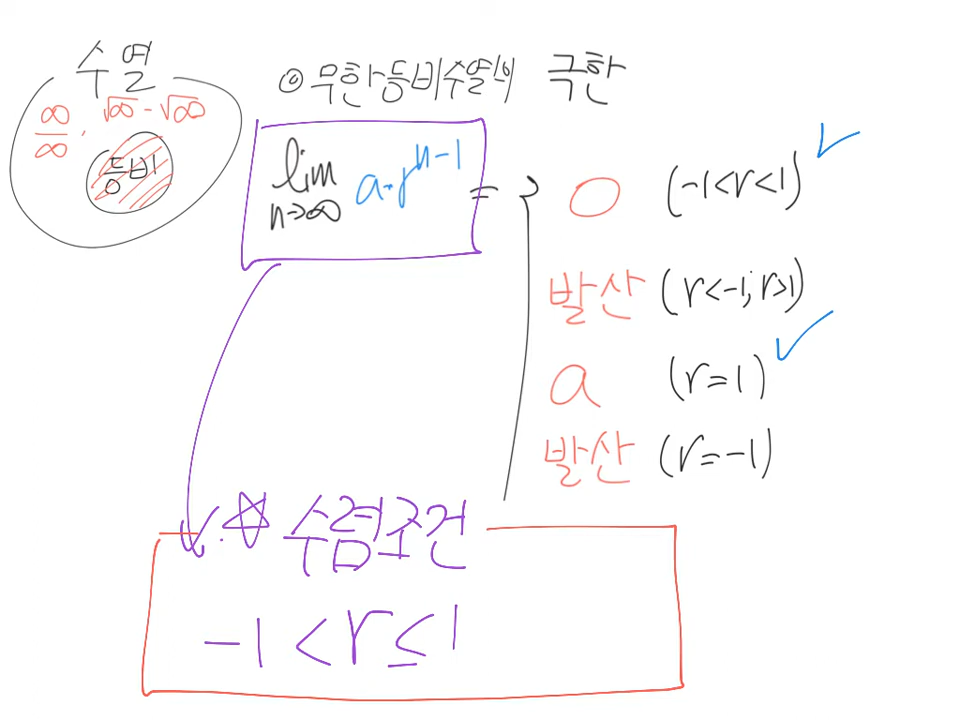 수열
∞/∞, √∞ - √∞
등비
◎ 무한등비수열의 극한
lim n→∞ a·r^(n-1) =
0 (-1<r<1) ✓
발산 (r<-1, r>1)
a (r=1) ✓
발산 (r=-1)
☆ 수렴조건
-1 < r ≤ 1